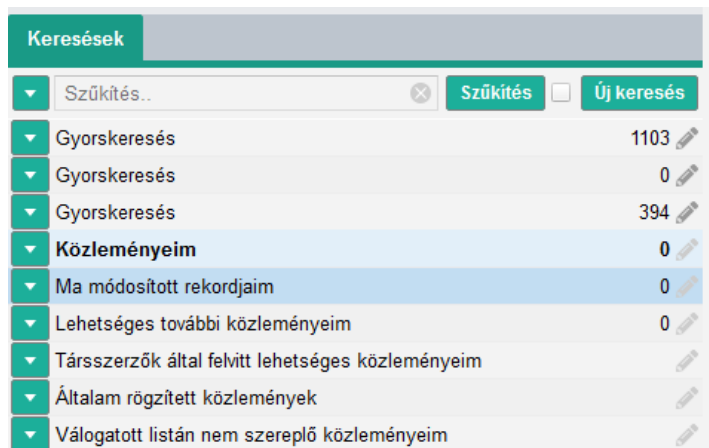 Keresések
Szűkítés.. Szűkítés Új keresés
Gyorskeresés 1103
Gyorskeresés 0
Gyorskeresés 394
Közleményeim 0
Ma módosított rekordjaim 0
Lehetséges további közleményeim 0
Társszerzők által felvitt lehetséges közleményeim
Általam rögzített közlemények
Válogatott listán nem szereplő közleményeim